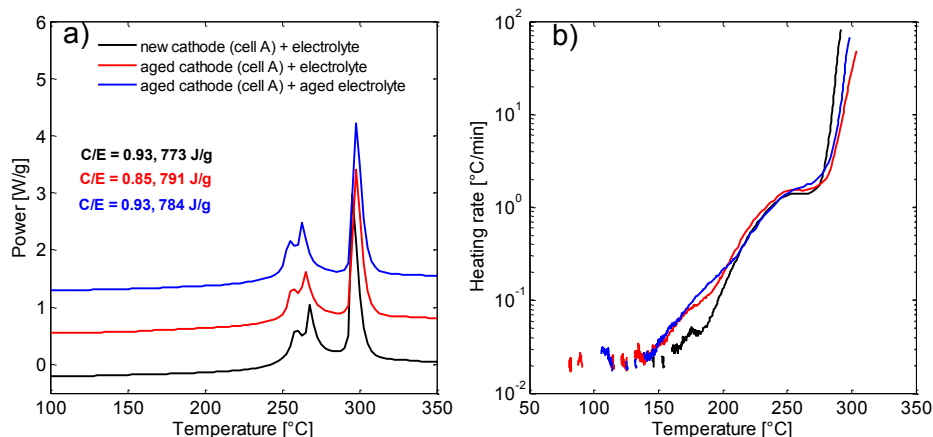 a)
new cathode (cell A) + electrolyte
aged cathode (cell A) + electrolyte
aged cathode (cell A) + aged electrolyte
C/E = 0.93, 773 J/g
C/E = 0.85, 791 J/g
C/E = 0.93, 784 J/g
Power [W/g]
6
5
4
3
2
1
0
100 150 200 250 300 350
Temperature [°C]
b)
Heating rate [°C/min]
10^2
10^1
10^0
10^-1
10^-2
50 100 150 200 250 300 350
Temperature [°C]